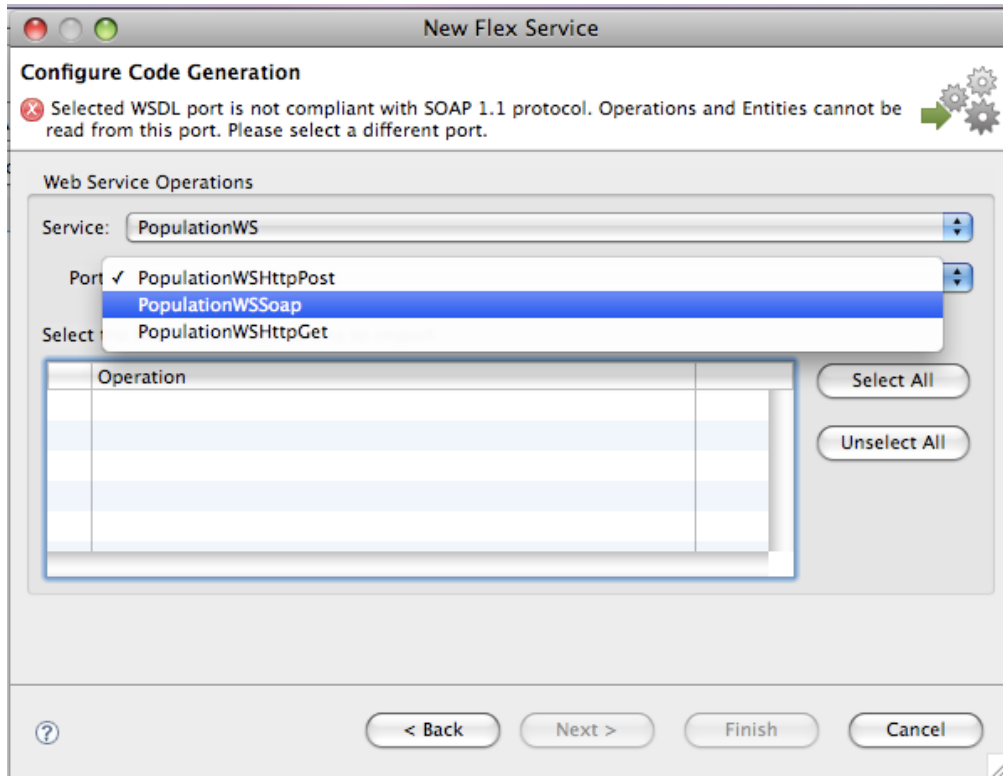 New Flex Service
Configure Code Generation
Selected WSDL port is not compliant with SOAP 1.1 protocol. Operations and Entities cannot be
read from this port. Please select a different port.
Web Service Operations
Service: PopulationWS
Port ✓ PopulationWSHttpPost
PopulationWSSoap
PopulationWSHttpGet
Select
Operation
Select All
Unselect All
?
< Back Next > Finish Cancel